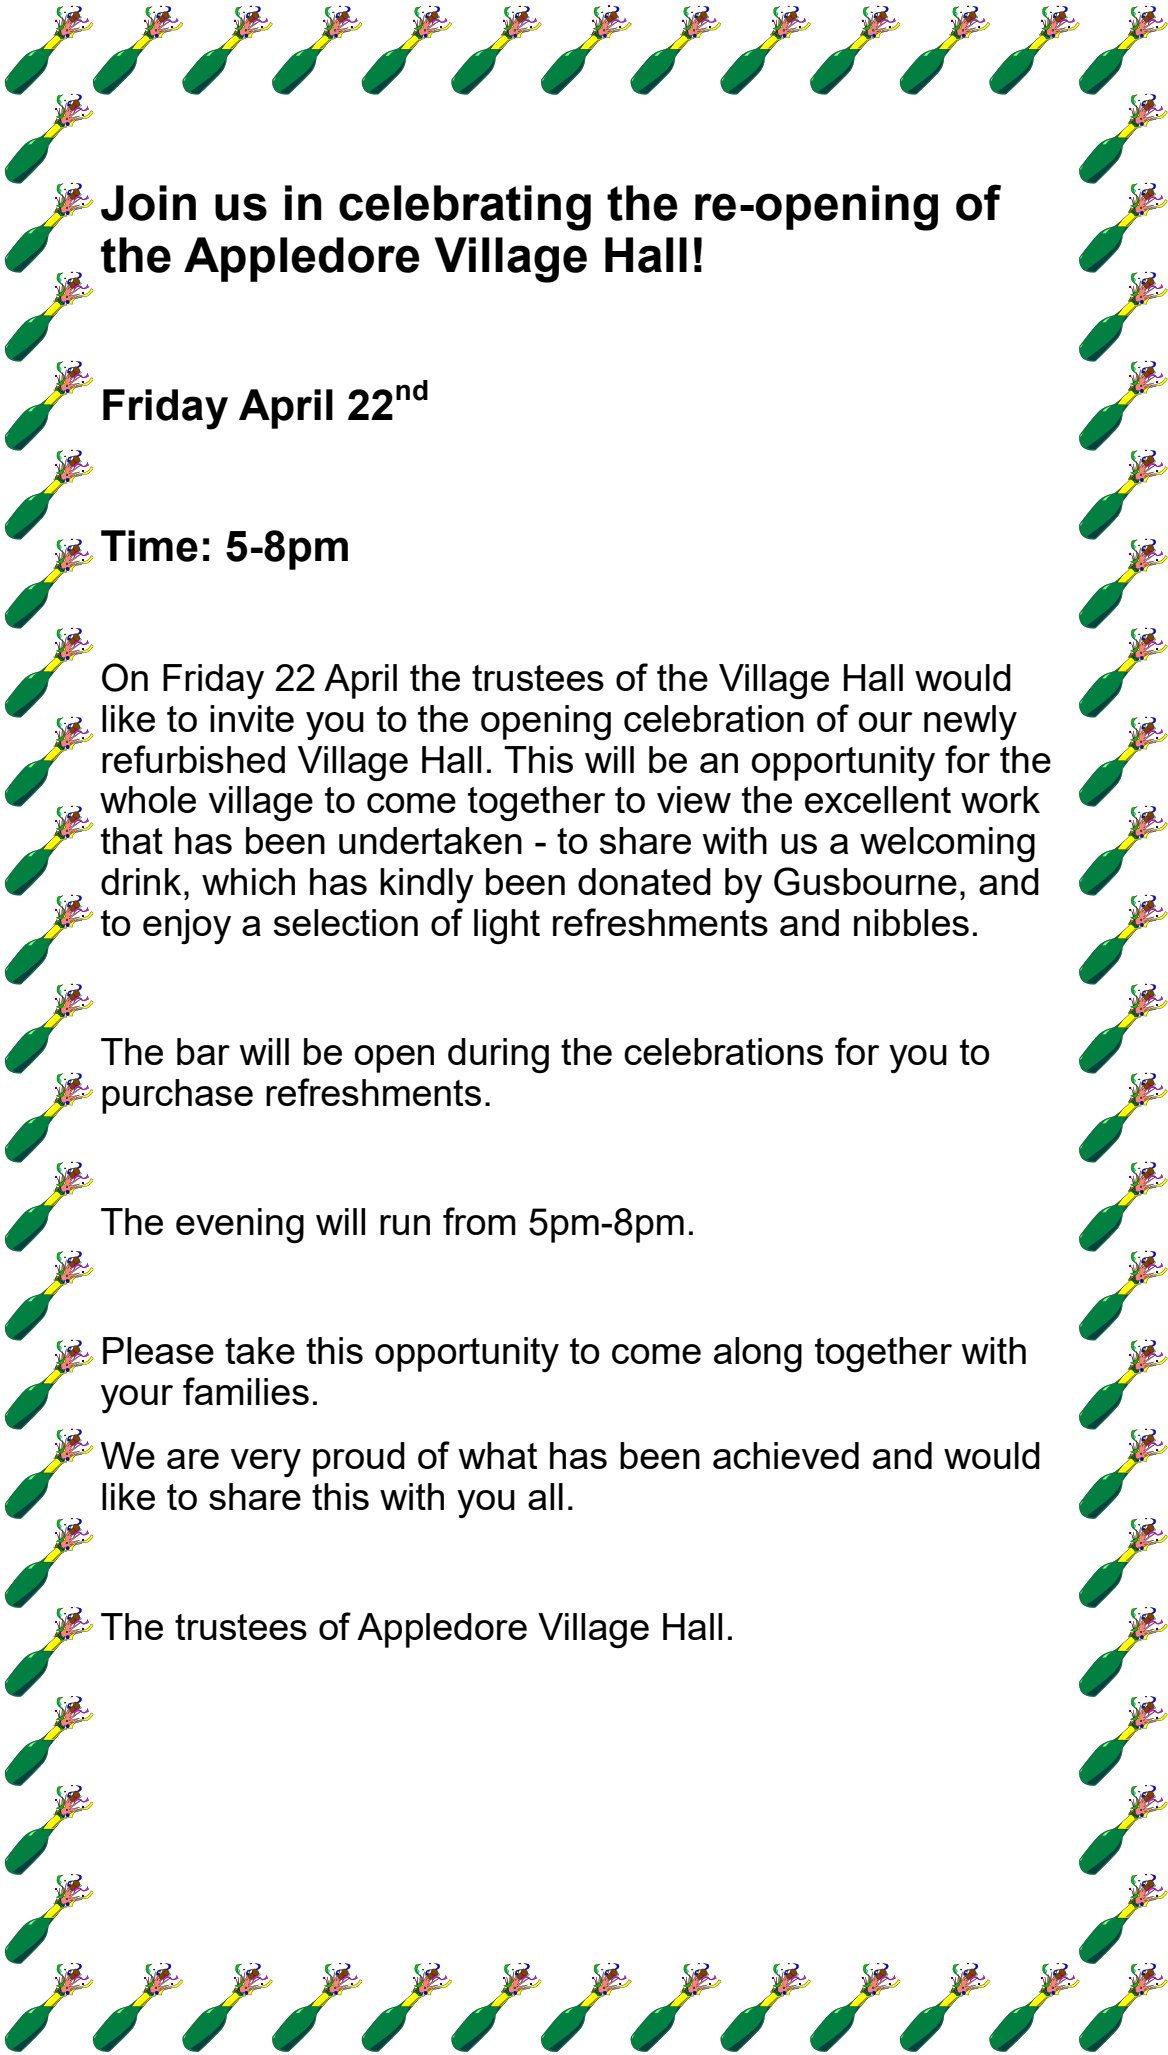 Join us in celebrating the re-opening of
the Appledore Village Hall!
Friday April 22nd
Time: 5-8pm
On Friday 22 April the trustees of the Village Hall would
like to invite you to the opening celebration of our newly
refurbished Village Hall. This will be an opportunity for the
whole village to come together to view the excellent work
that has been undertaken - to share with us a welcoming
drink, which has kindly been donated by Gusbourne, and
to enjoy a selection of light refreshments and nibbles.
The bar will be open during the celebrations for you to
purchase refreshments.
The evening will run from 5pm-8pm.
Please take this opportunity to come along together with
your families.
We are very proud of what has been achieved and would
like to share this with you all.
The trustees of Appledore Village Hall.